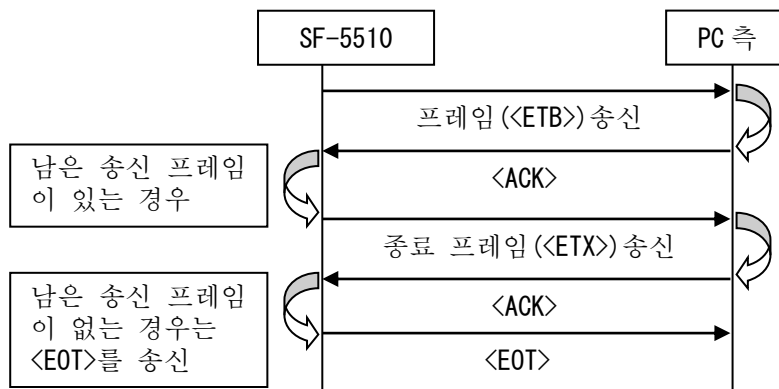 SF-5510
PC 측
프레임(<ETB>)송신
<ACK>
남은 송신 프레임
이 있는 경우
종료 프레임(<ETX>)송신
<ACK>
남은 송신 프레임
이 없는 경우는
<EOT>를 송신
<EOT>